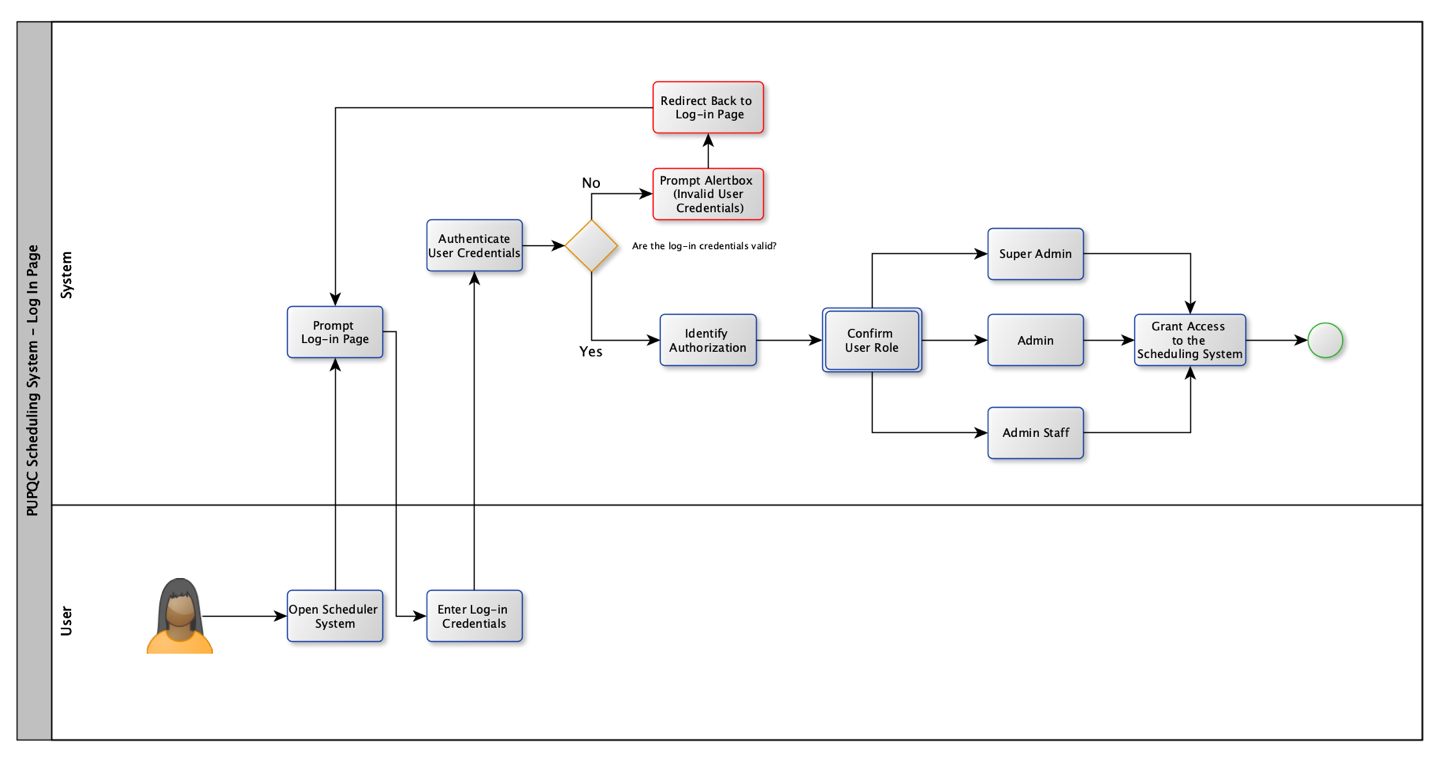 PUPQC Scheduling System - Log In Page
System
User
Redirect Back to
Log-in Page
No
Prompt Alertbox
(Invalid User
Credentials)
Authenticate
User Credentials
Are the log-in credentials valid?
Super Admin
Prompt
Log-in Page
Yes
Identify
Authorization
Confirm
User Role
Admin
Grant Access
to the
Scheduling System
Admin Staff
Open Scheduler
System
Enter Log-in
Credentials